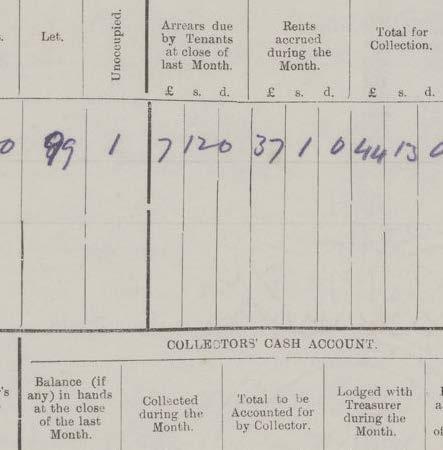 s. Let. Unoccupied. Arrears due Rents Total for
by Tenants accrued Collection.
at close of during the
last Month. Month.
£ s. d. £ s. d. £ s. d.
0 99 1 7 12 0 37 1 0 44 13 0
COLLECTORS' CASH ACCOUNT.
Balance (if Lodged with
any) in hands Collected Total to be Treasurer
at the close during the Accounted for during the
of the last Month. by Collector. Month.
Month.